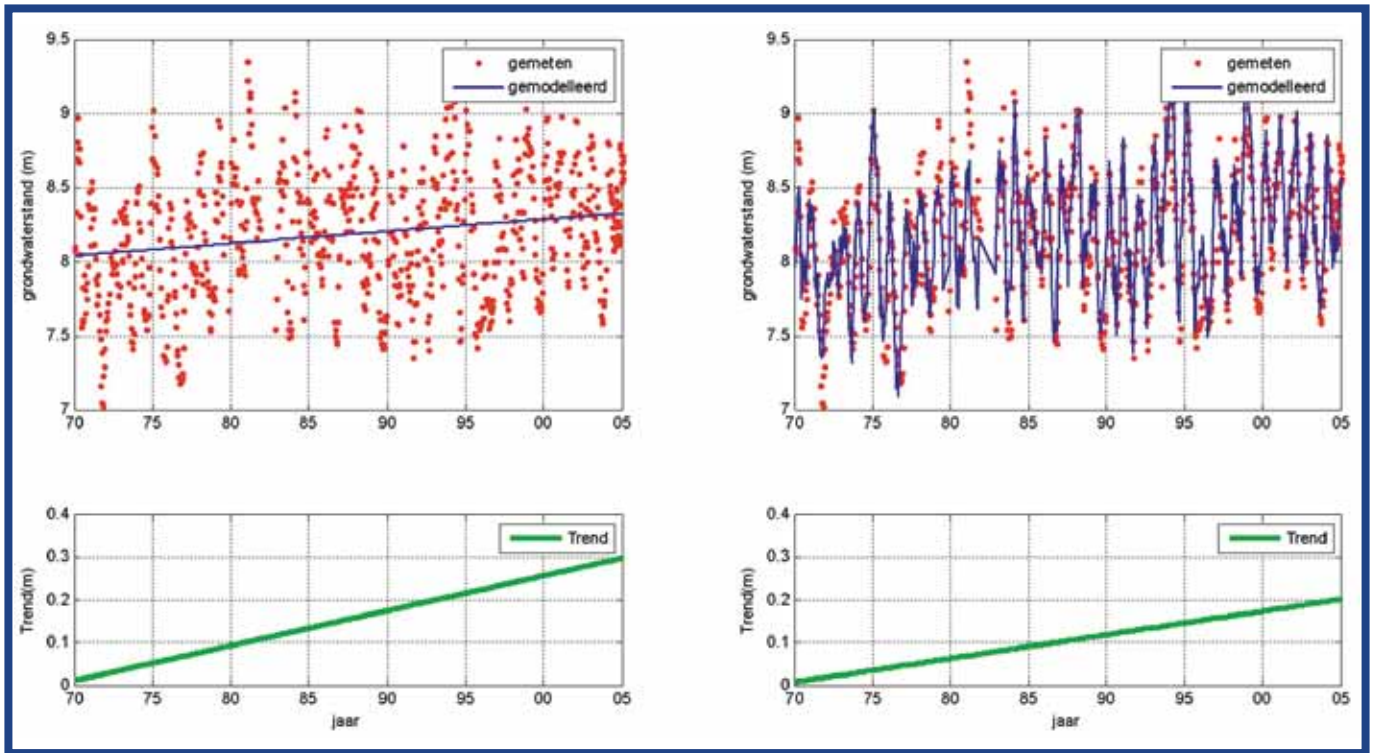 9.5
9
8.5
8
7.5
7
grondwaterstand (m)
gemeten
gemodelleerd
70 75 80 85 90 95 00 05
9.5
9
8.5
8
7.5
7
grondwaterstand (m)
gemeten
gemodelleerd
70 75 80 85 90 95 00 05
0.4
0.3
0.2
0.1
0
Trend(m)
Trend
70 75 80 85 90 95 00 05
jaar
0.4
0.3
0.2
0.1
0
Trend(m)
Trend
70 75 80 85 90 95 00 05
jaar